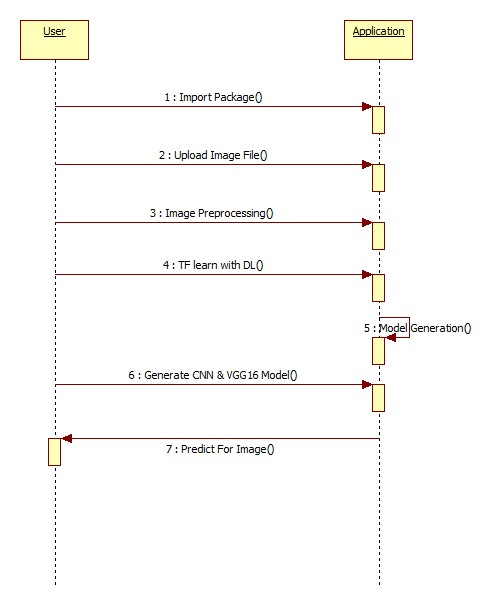 User
Application
1 : Import Package()
2 : Upload Image File()
3 : Image Preprocessing()
4 : TF learn with DL()
5 : Model Generation()
6 : Generate CNN & VGG16 Model()
7 : Predict For Image()